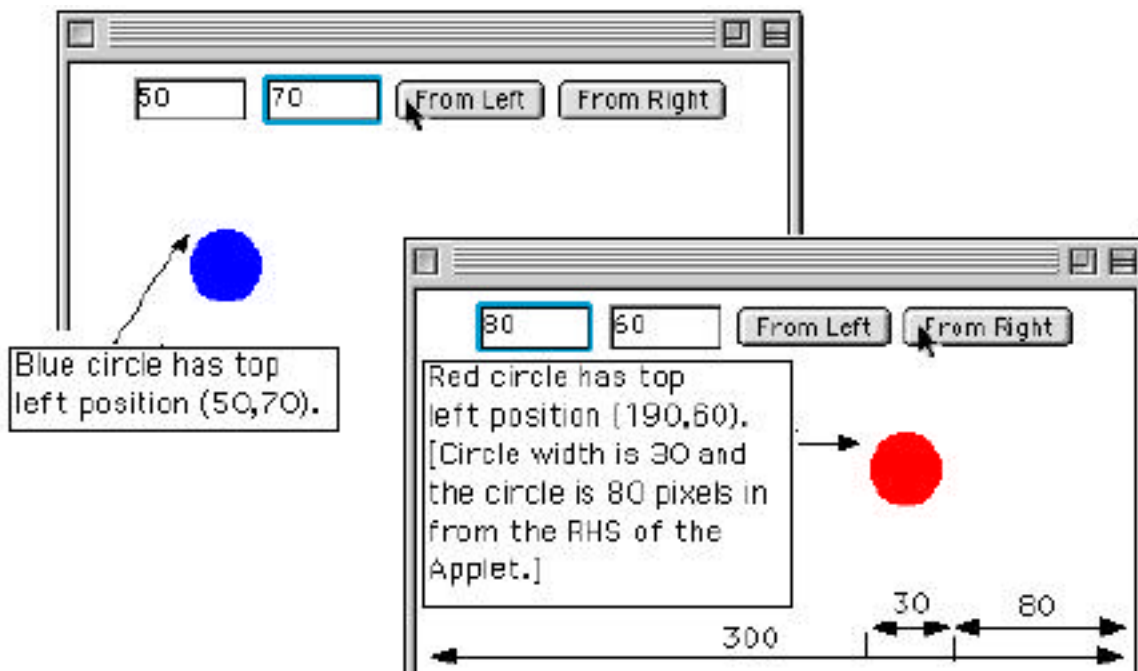 50 70 From Left From Right
Blue circle has top
left position (50,70).
80 60 From Left From Right
Red circle has top
left position (190,60).
[Circle width is 30 and
the circle is 80 pixels in
from the RHS of the
Applet.]
30 80
300